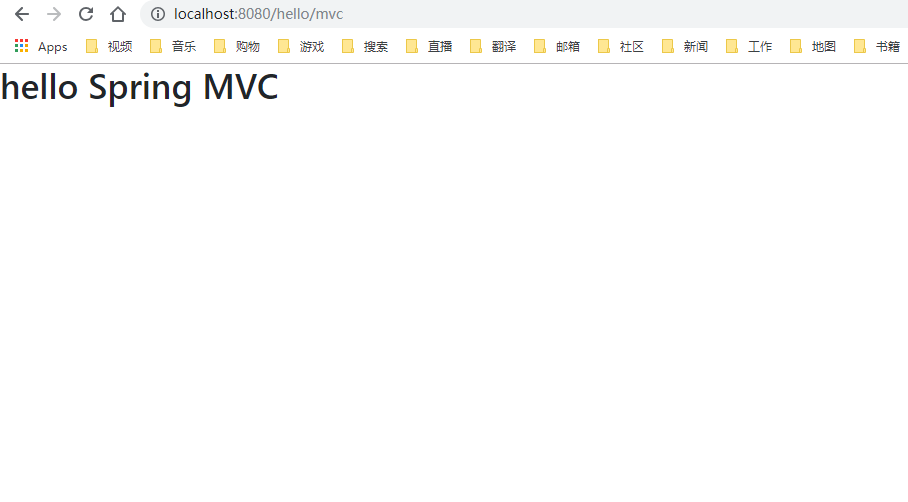 localhost:8080/hello/mvc
Apps 视频 音乐 购物 游戏 搜索 直播 翻译 邮箱 社区 新闻 工作 地图 书籍
hello Spring MVC